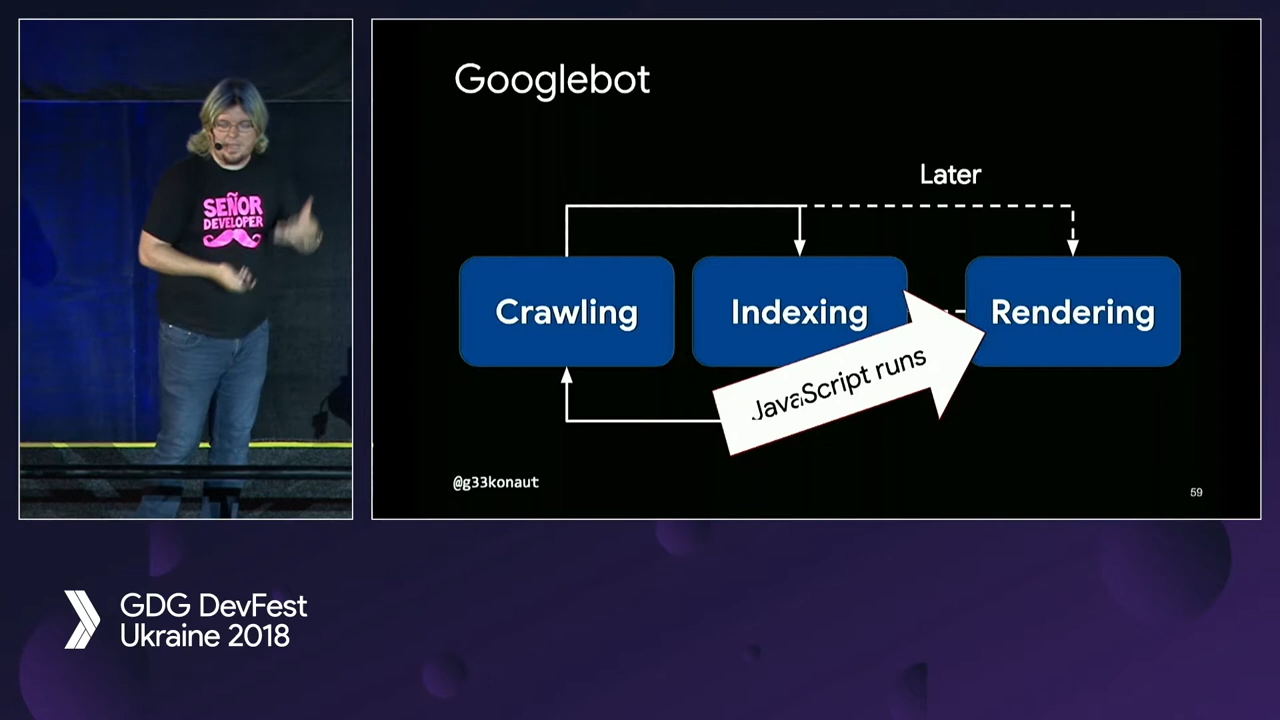 SEÑOR
DEVELOPER
Googlebot
Later
Crawling
Indexing
Rendering
JavaScript runs
@g33konaut
59
GDG DevFest
Ukraine 2018